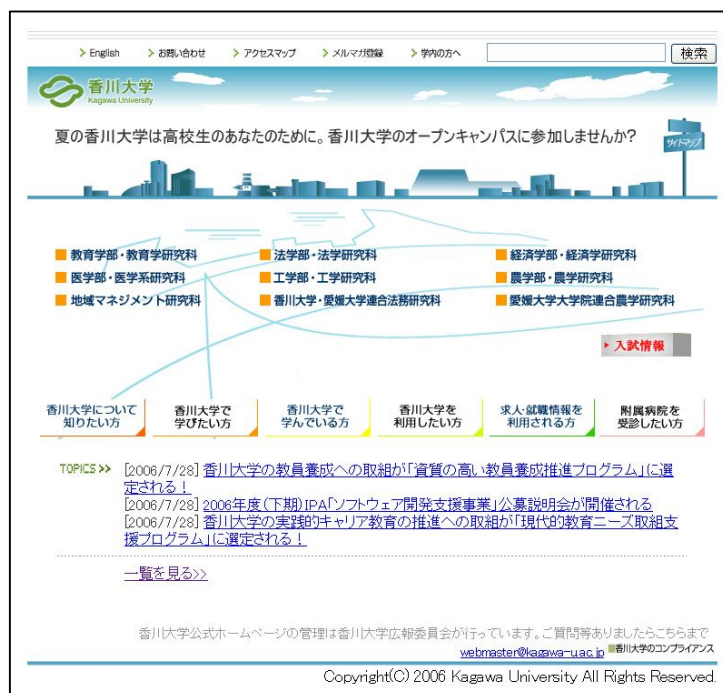 English お問い合わせ アクセスマップ メルマガ登録 学内の方へ 検索
香川大学
Kagawa University
夏の香川大学は高校生のあなたのために。香川大学のオープンキャンパスに参加しませんか?
サイトマップ
教育学部・教育学研究科 法学部・法学研究科 経済学部・経済学研究科
医学部・医学系研究科 工学部・工学研究科 農学部・農学研究科
地域マネジメント研究科 香川大学・愛媛大学連合法務研究科 愛媛大学大学院連合農学研究科
入試情報
香川大学について 香川大学で 香川大学で 香川大学を 求人・就職情報を 附属病院を
知りたい方 学びたい方 学んでいる方 利用したい方 利用される方 受診したい方
TOPICS >> [2006/7/28] 香川大学の教員養成への取組が「資質の高い教員養成推進プログラム」に選
定される!
[2006/7/28] 2006年度(下期)IPA「ソフトウェア開発支援事業」公募説明会が開催される
[2006/7/28] 香川大学の実践的キャリア教育の推進への取組が「現代的教育ニーズ取組支
援プログラム」に選定される!
一覧を見る>>
香川大学公式ホームページの管理は香川大学広報委員会が行っています。ご質問等ありましたらこちらまで
webmaster@kagawa-u.ac.jp ■香川大学のコンプライアンス
Copyright(C) 2006 Kagawa University All Rights Reserved.